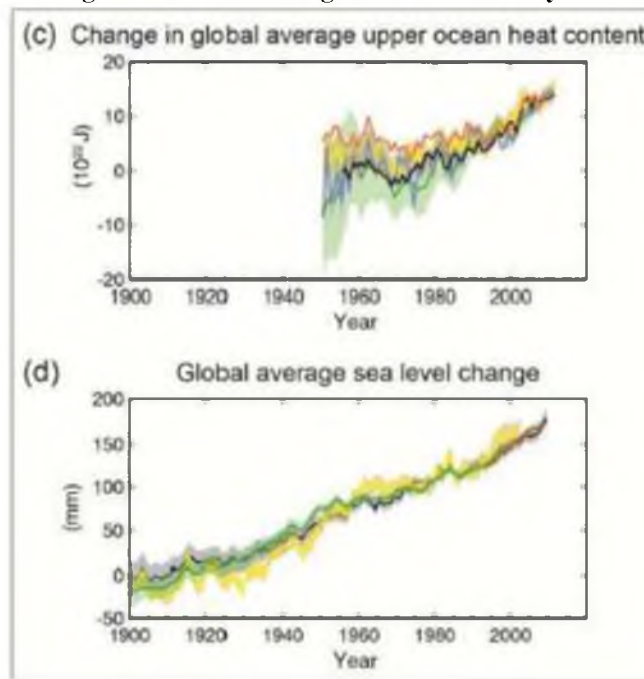 (c) Change in global average upper ocean heat content
20
10
0
-10
-20
(10²² J)
1900 1920 1940 1960 1980 2000
Year
(d) Global average sea level change
200
150
100
50
0
-50
(mm)
1900 1920 1940 1960 1980 2000
Year